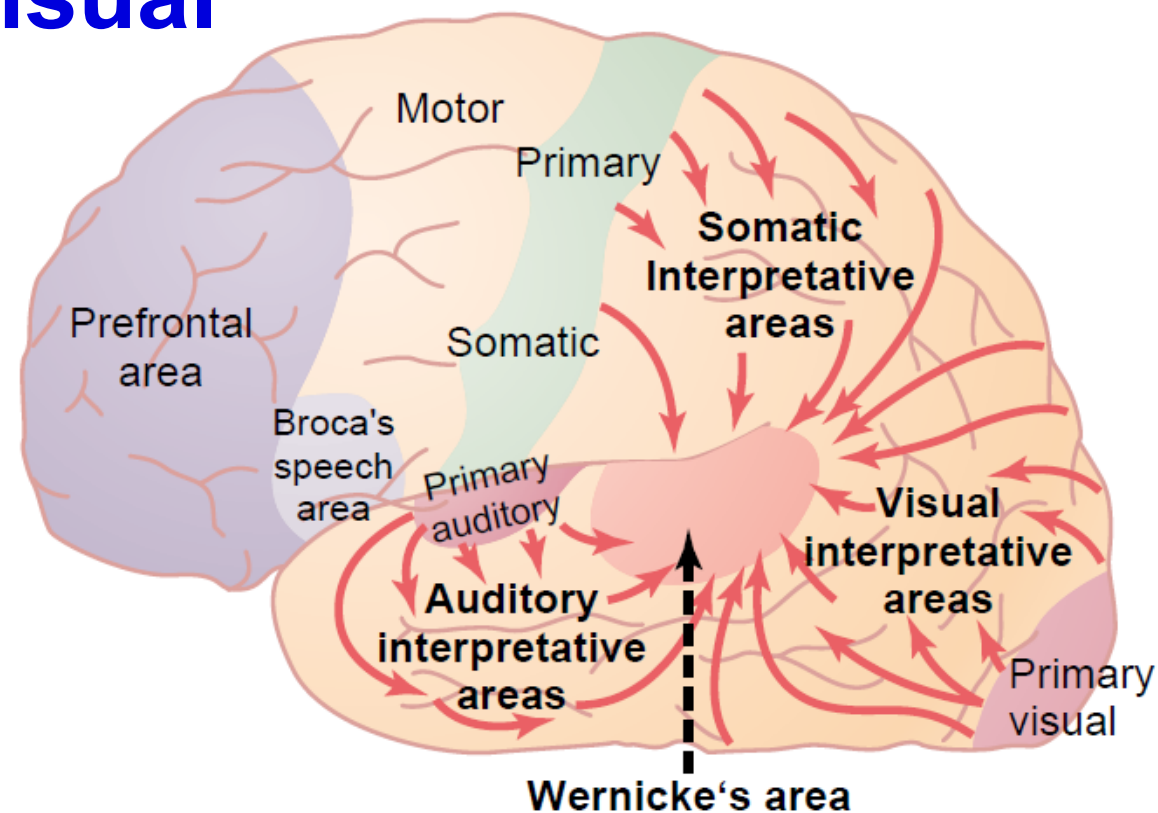 isual
Motor
Primary
Somatic
Interpretative
areas
Prefrontal
area
Somatic
Broca's
speech
area
Primary
auditory
Visual
interpretative
areas
Auditory
interpretative
areas
Primary
visual
Wernicke‘s area